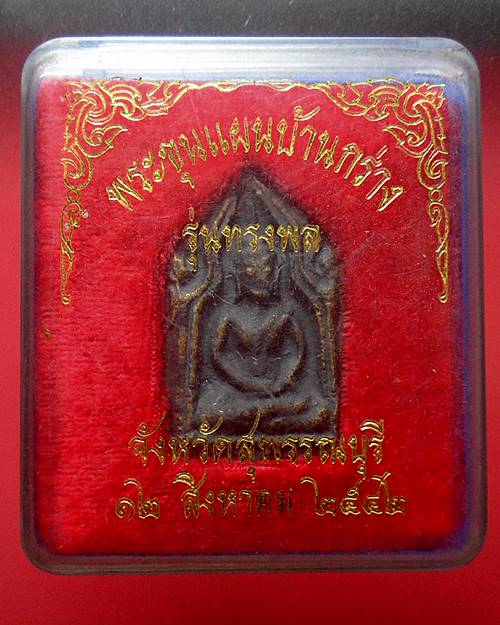 พระขุนแผนบ้านกร่าง
รุ่นทรงพล
จังหวัดสุพรรณบุรี
๑๒ สิงหาคม ๒๕๔๒